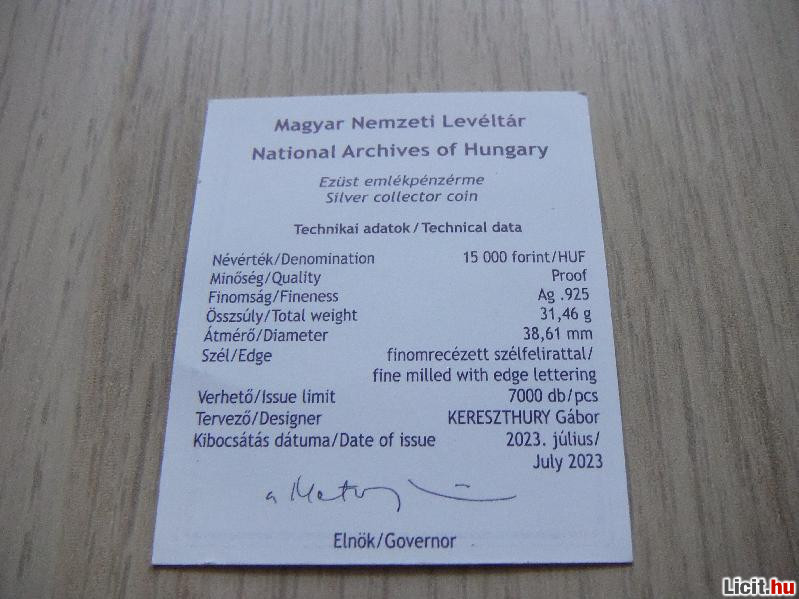 Magyar Nemzeti Levéltár
National Archives of Hungary
Ezüst emlékpénzérme
Silver collector coin
Technikai adatok/Technical data
Névérték/Denomination 15 000 forint/HUF
Minőség/Quality Proof
Finomság/Fineness Ag .925
Összsúly/Total weight 31,46 g
Átmérő/Diameter 38,61 mm
Szél/Edge finomrecézett szélfelirattal/
fine milled with edge lettering
Verhető/Issue limit 7000 db/pcs
Tervező/Designer KERESZTHURY Gábor
Kibocsátás dátuma/Date of issue 2023. július/
July 2023
Elnök/Governor
Licit.hu